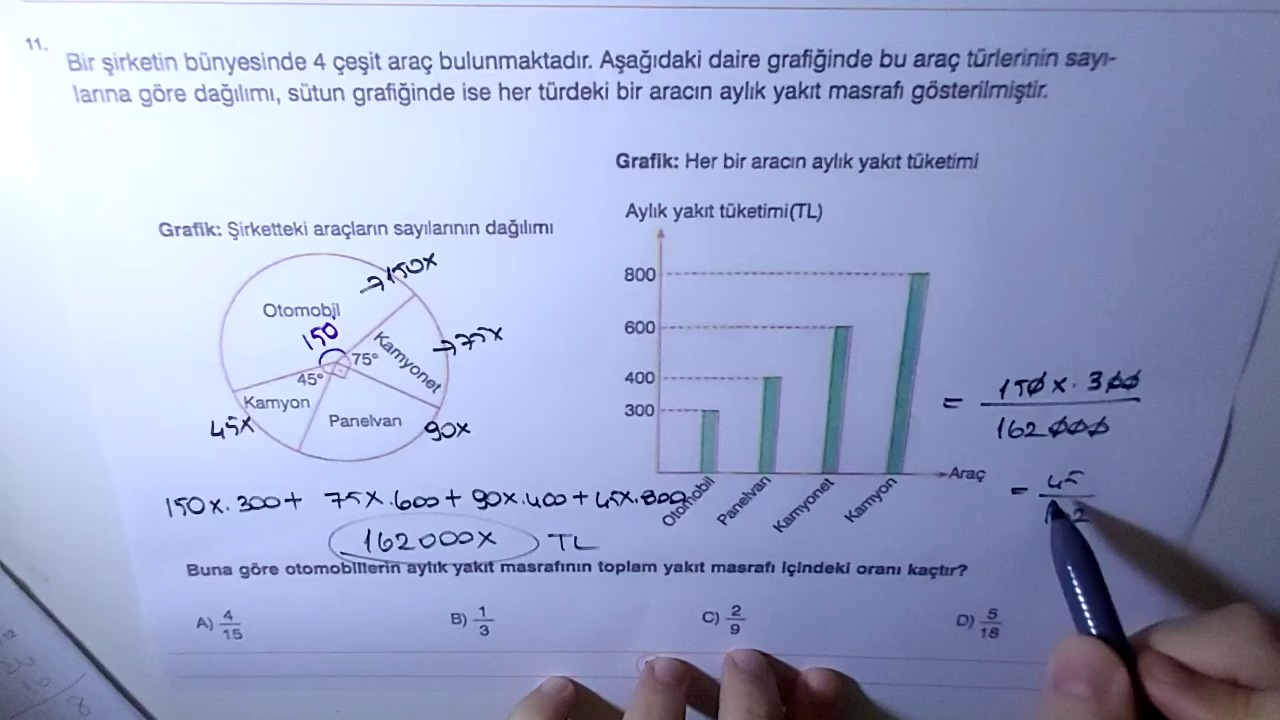 11.
Bir şirketin bünyesinde 4 çeşit araç bulunmaktadır. Aşağıdaki daire grafiğinde bu araç türlerinin sayı-
larına göre dağılımı, sütun grafiğinde ise her türdeki bir aracın aylık yakıt masrafı gösterilmiştir.
Grafik: Şirketteki araçların sayılarının dağılımı
Otomobil
150
→150x
75°
Kamyonet
→75x
45°
Kamyon
45x
Panelvan
90x
Grafik: Her bir aracın aylık yakıt tüketimi
Aylık yakıt tüketimi(TL)
800
600
400
300
Otomobil
Panelvan
Kamyonet
Kamyon
Araç
= 150x.300
162000
= 45
150x.300+ 75x.600+90x.400+45x.800
162000x TL
Buna göre otomobillerin aylık yakıt masrafının toplam yakıt masrafı içindeki oranı kaçtır?
A) 4/15
B) 1/3
C) 2/9
D) 5/18